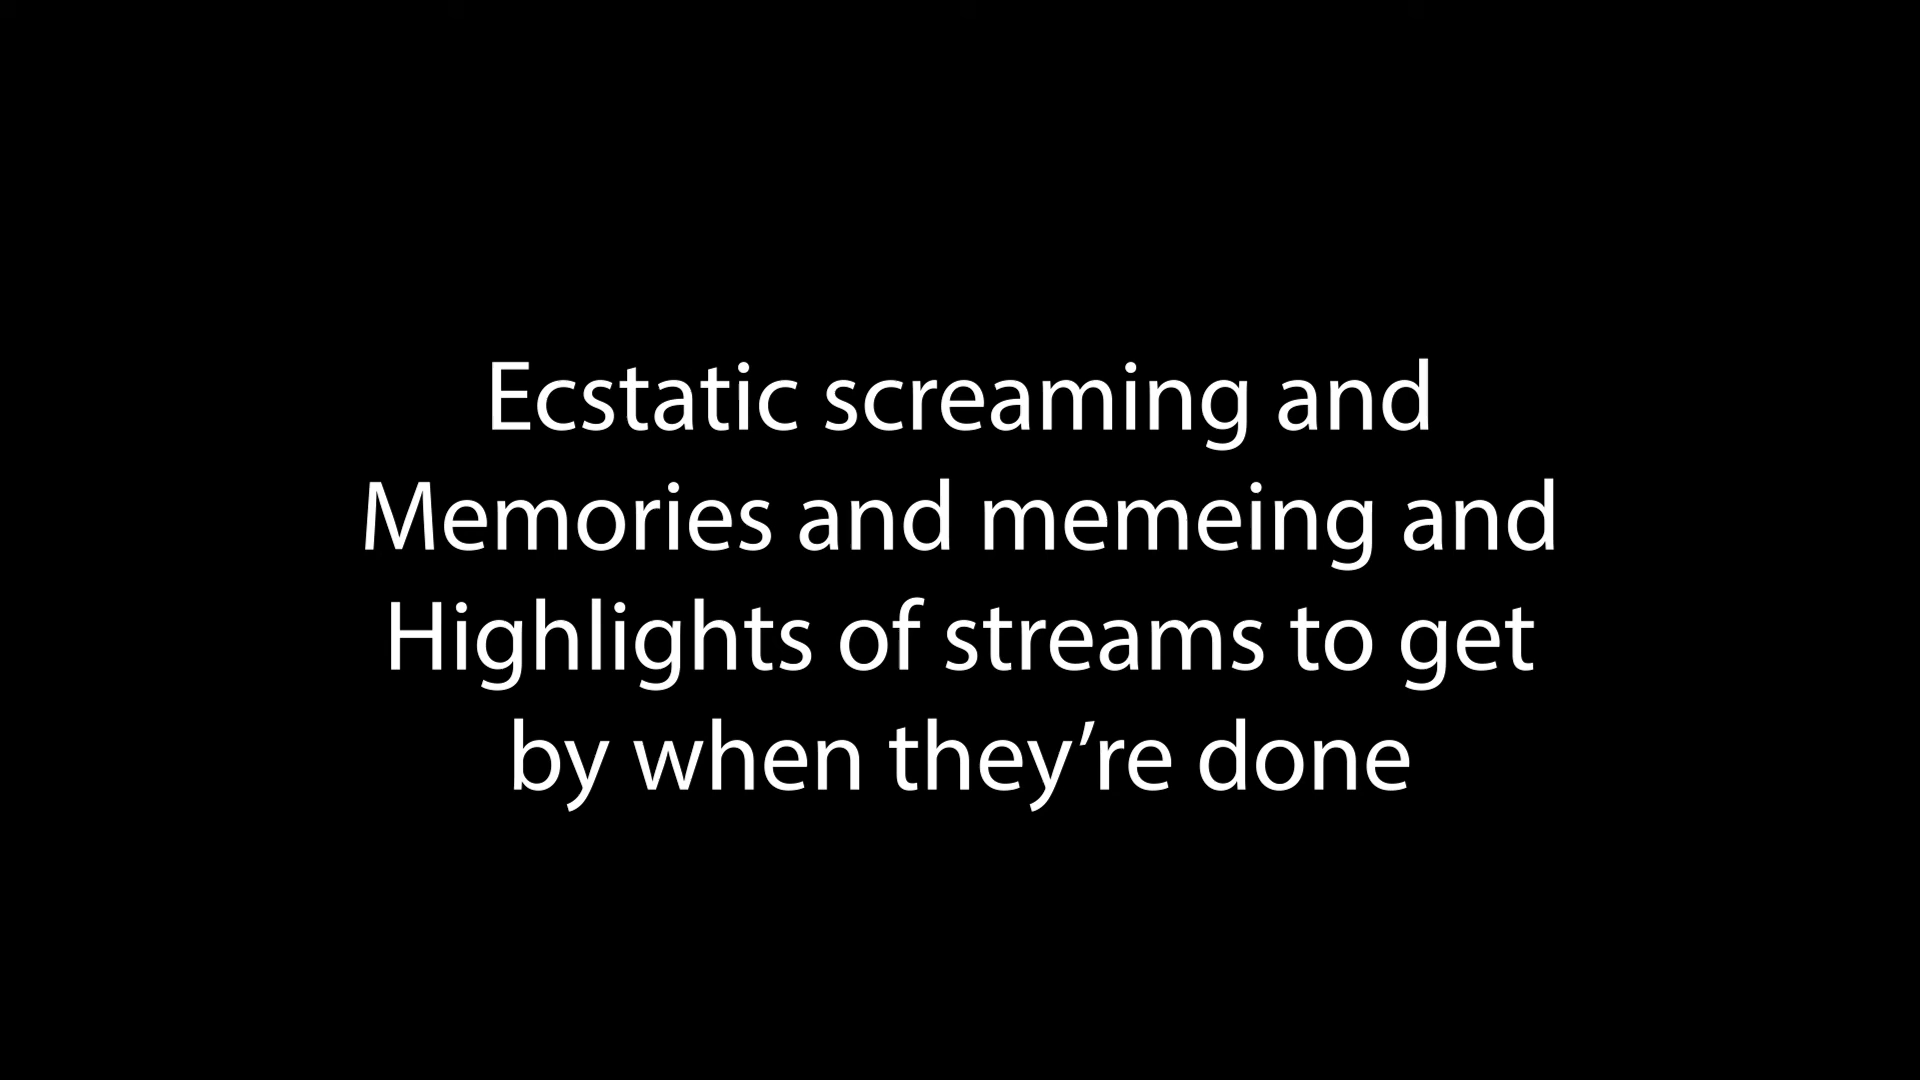 Ecstatic screaming and
Memories and memeing and
Highlights of streams to get
by when they’re done